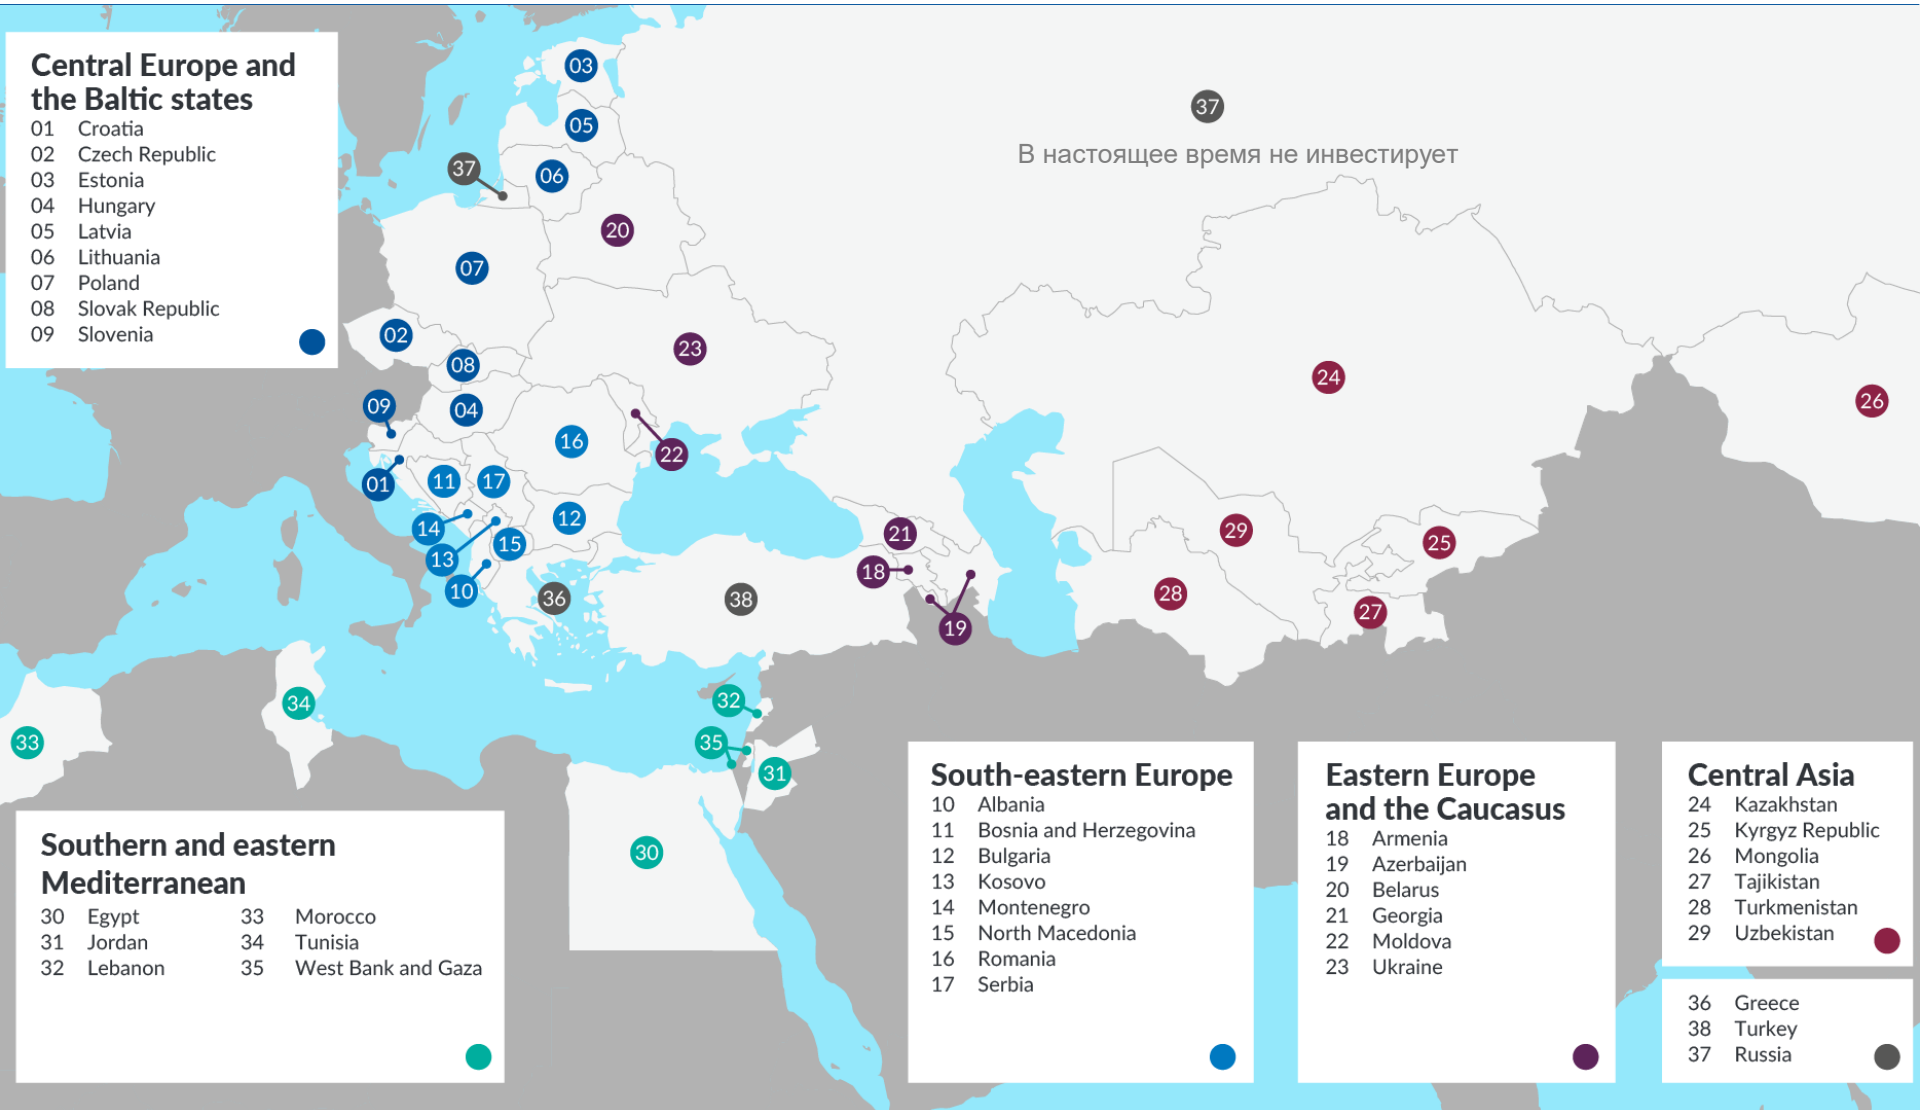 Central Europe and
the Baltic states
01 Croatia
02 Czech Republic
03 Estonia
04 Hungary
05 Latvia
06 Lithuania
07 Poland
08 Slovak Republic
09 Slovenia
03
37
В настоящее время не инвестирует
05
37
06
20
07
02
23
08
24
09
04
26
16
22
01
11
17
14
12
13
15
21
29
25
10
18
36
38
28
27
19
34
32
33
35
31
30
Southern and eastern
Mediterranean
30 Egypt 33 Morocco
31 Jordan 34 Tunisia
32 Lebanon 35 West Bank and Gaza
South-eastern Europe
10 Albania
11 Bosnia and Herzegovina
12 Bulgaria
13 Kosovo
14 Montenegro
15 North Macedonia
16 Romania
17 Serbia
Eastern Europe
and the Caucasus
18 Armenia
19 Azerbaijan
20 Belarus
21 Georgia
22 Moldova
23 Ukraine
Central Asia
24 Kazakhstan
25 Kyrgyz Republic
26 Mongolia
27 Tajikistan
28 Turkmenistan
29 Uzbekistan
36 Greece
38 Turkey
37 Russia